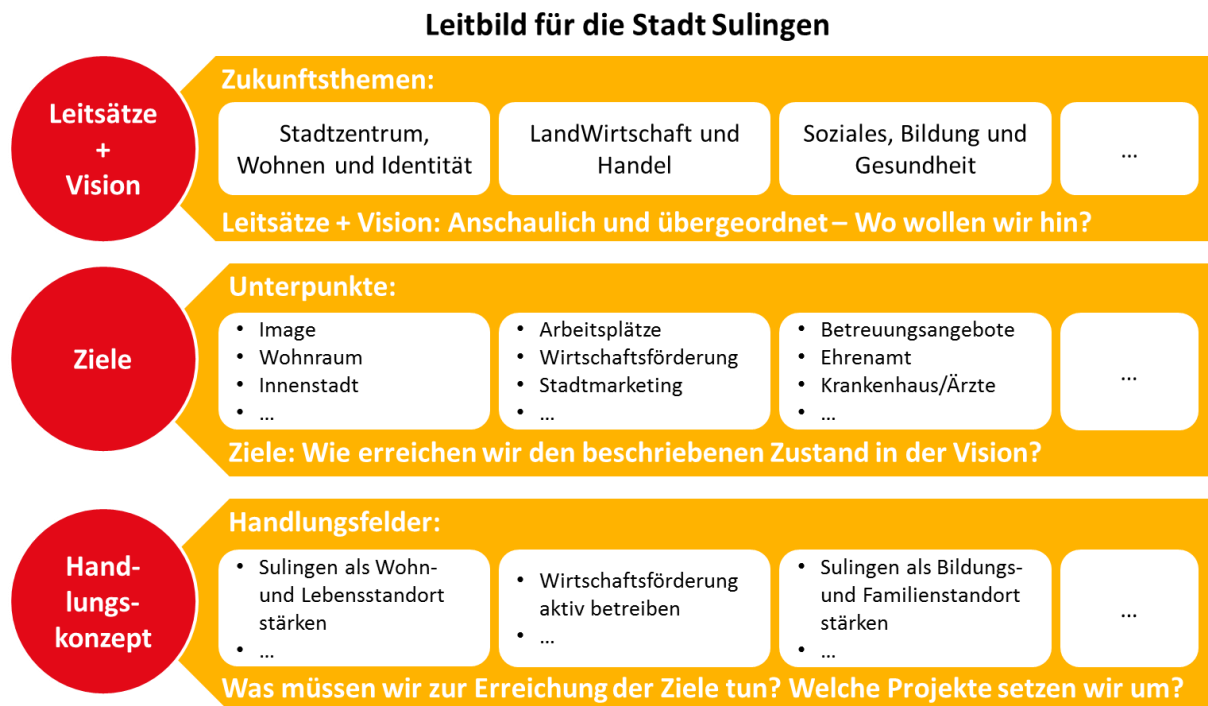 Leitbild für die Stadt Sulingen
Leitsätze
+
Vision
Zukunftsthemen:
Stadtzentrum,
Wohnen und Identität
LandWirtschaft und
Handel
Soziales, Bildung und
Gesundheit
...
Leitsätze + Vision: Anschaulich und übergeordnet – Wo wollen wir hin?
Ziele
Unterpunkte:
• Image
• Wohnraum
• Innenstadt
• ...
• Arbeitsplätze
• Wirtschaftsförderung
• Stadtmarketing
• ...
• Betreuungsangebote
• Ehrenamt
• Krankenhaus/Ärzte
• ...
...
Ziele: Wie erreichen wir den beschriebenen Zustand in der Vision?
Hand-
lungs-
konzept
Handlungsfelder:
• Sulingen als Wohn-
und Lebensstandort
stärken
• ...
• Wirtschaftsförderung
aktiv betreiben
• ...
• Sulingen als Bildungs-
und Familienstandort
stärken
• ...
...
Was müssen wir zur Erreichung der Ziele tun? Welche Projekte setzen wir um?